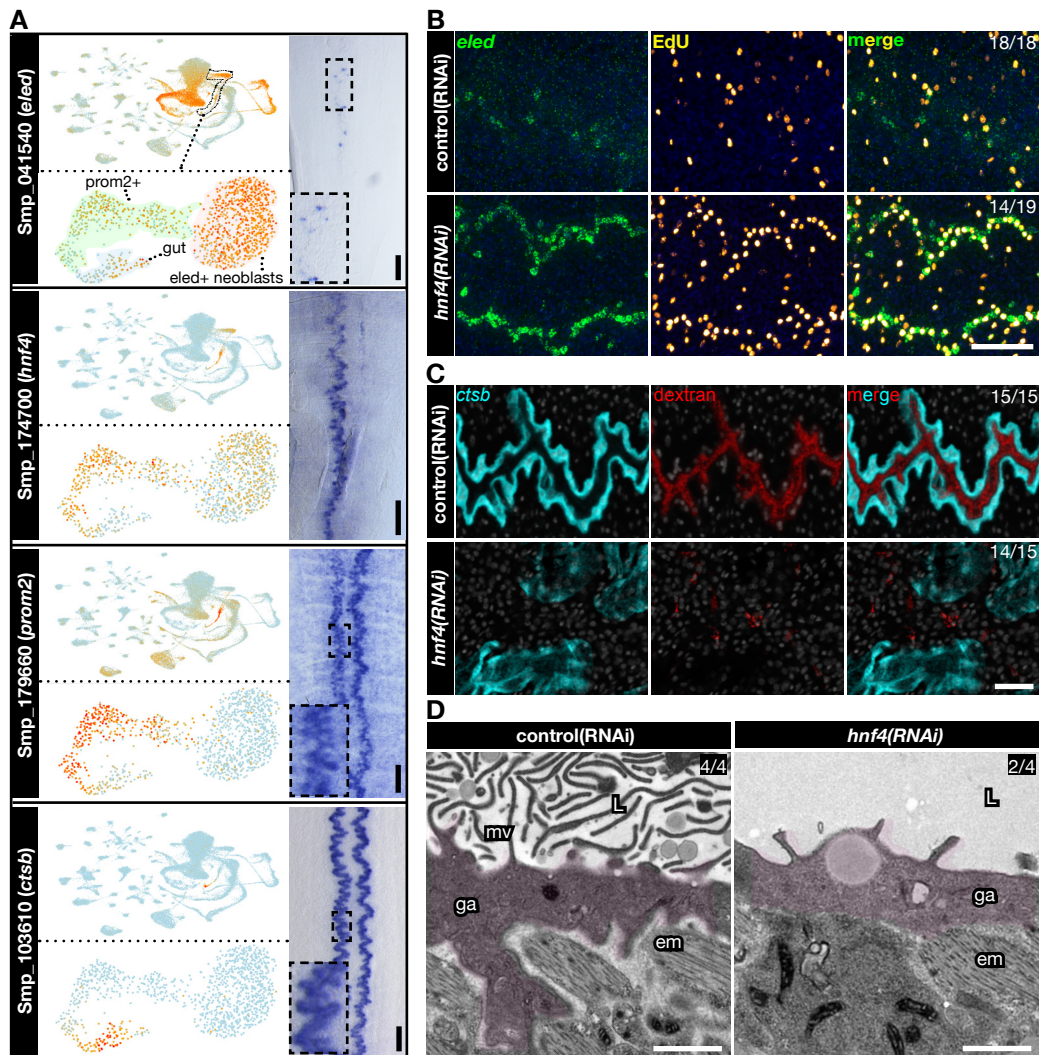 A
Smp_041540 (eled)
prom2+
gut
eled+ neoblasts
Smp_174700 (hnf4)
Smp_179660 (prom2)
Smp_103610 (ctsb)
B
control(RNAi)
eled
EdU
merge
18/18
hnf4(RNAi)
14/19
C
control(RNAi)
ctsb
dextran
merge
15/15
hnf4(RNAi)
14/15
D
control(RNAi)
hnf4(RNAi)
4/4
L
mv
ga
em
2/4
L
ga
em